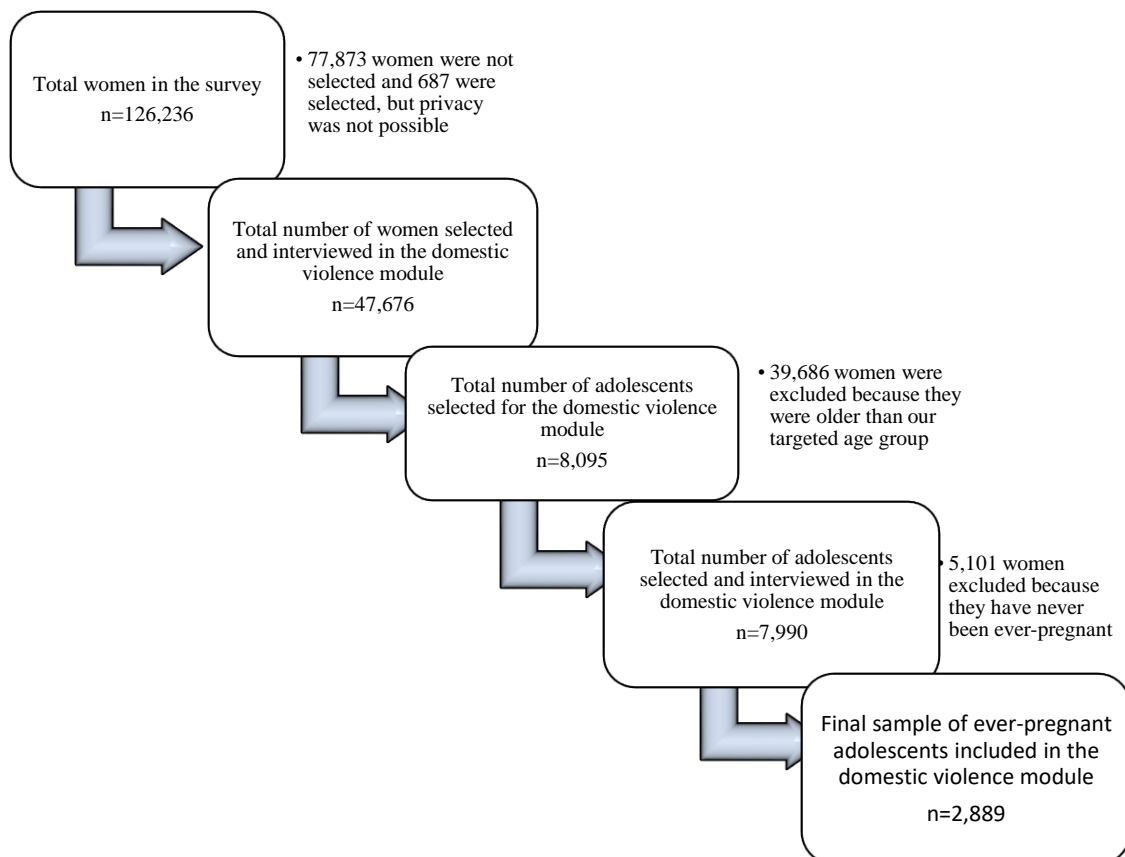 Total women in the survey
n=126,236
• 77,873 women were not
selected and 687 were
selected, but privacy
was not possible
Total number of women selected
and interviewed in the domestic
violence module
n=47,676
Total number of adolescents
selected for the domestic violence
module
n=8,095
• 39,686 women were
excluded because they
were older than our
targeted age group
Total number of adolescents
selected and interviewed in the
domestic violence module
n=7,990
• 5,101 women
excluded because
they have never
been ever-pregnant
Final sample of ever-pregnant
adolescents included in the
domestic violence module
n=2,889